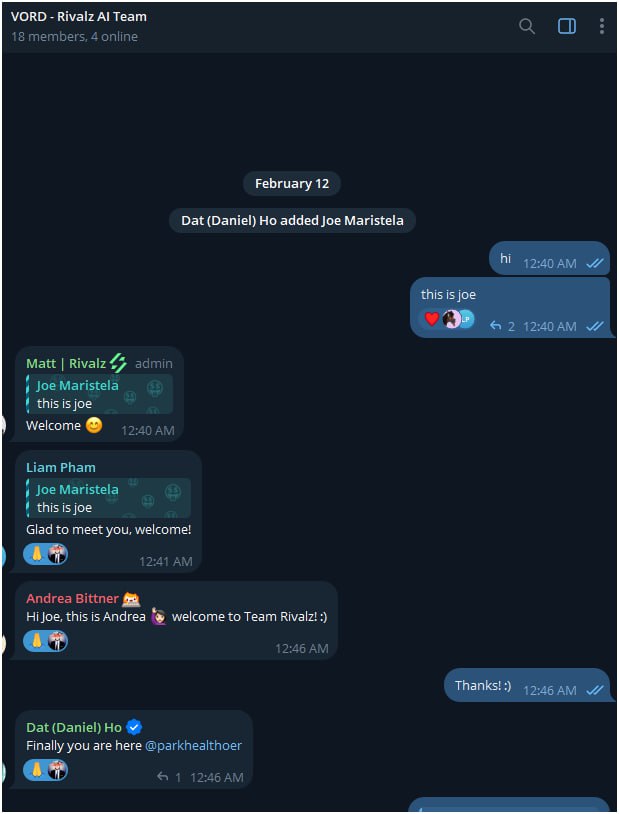 VORD - Rivalz AI Team
18 members, 4 online
February 12
Dat (Daniel) Ho added Joe Maristela
hi 12:40 AM
this is joe
2 12:40 AM
Matt | Rivalz admin
Joe Maristela
this is joe
Welcome 😊 12:40 AM
Liam Pham
Joe Maristela
this is joe
Glad to meet you, welcome!
12:41 AM
Andrea Bittner
Hi Joe, this is Andrea 🙋🏻‍♀️ welcome to Team Rivalz! :)
12:46 AM
Thanks! :) 12:46 AM
Dat (Daniel) Ho
Finally you are here @parkhealthoer
1 12:46 AM